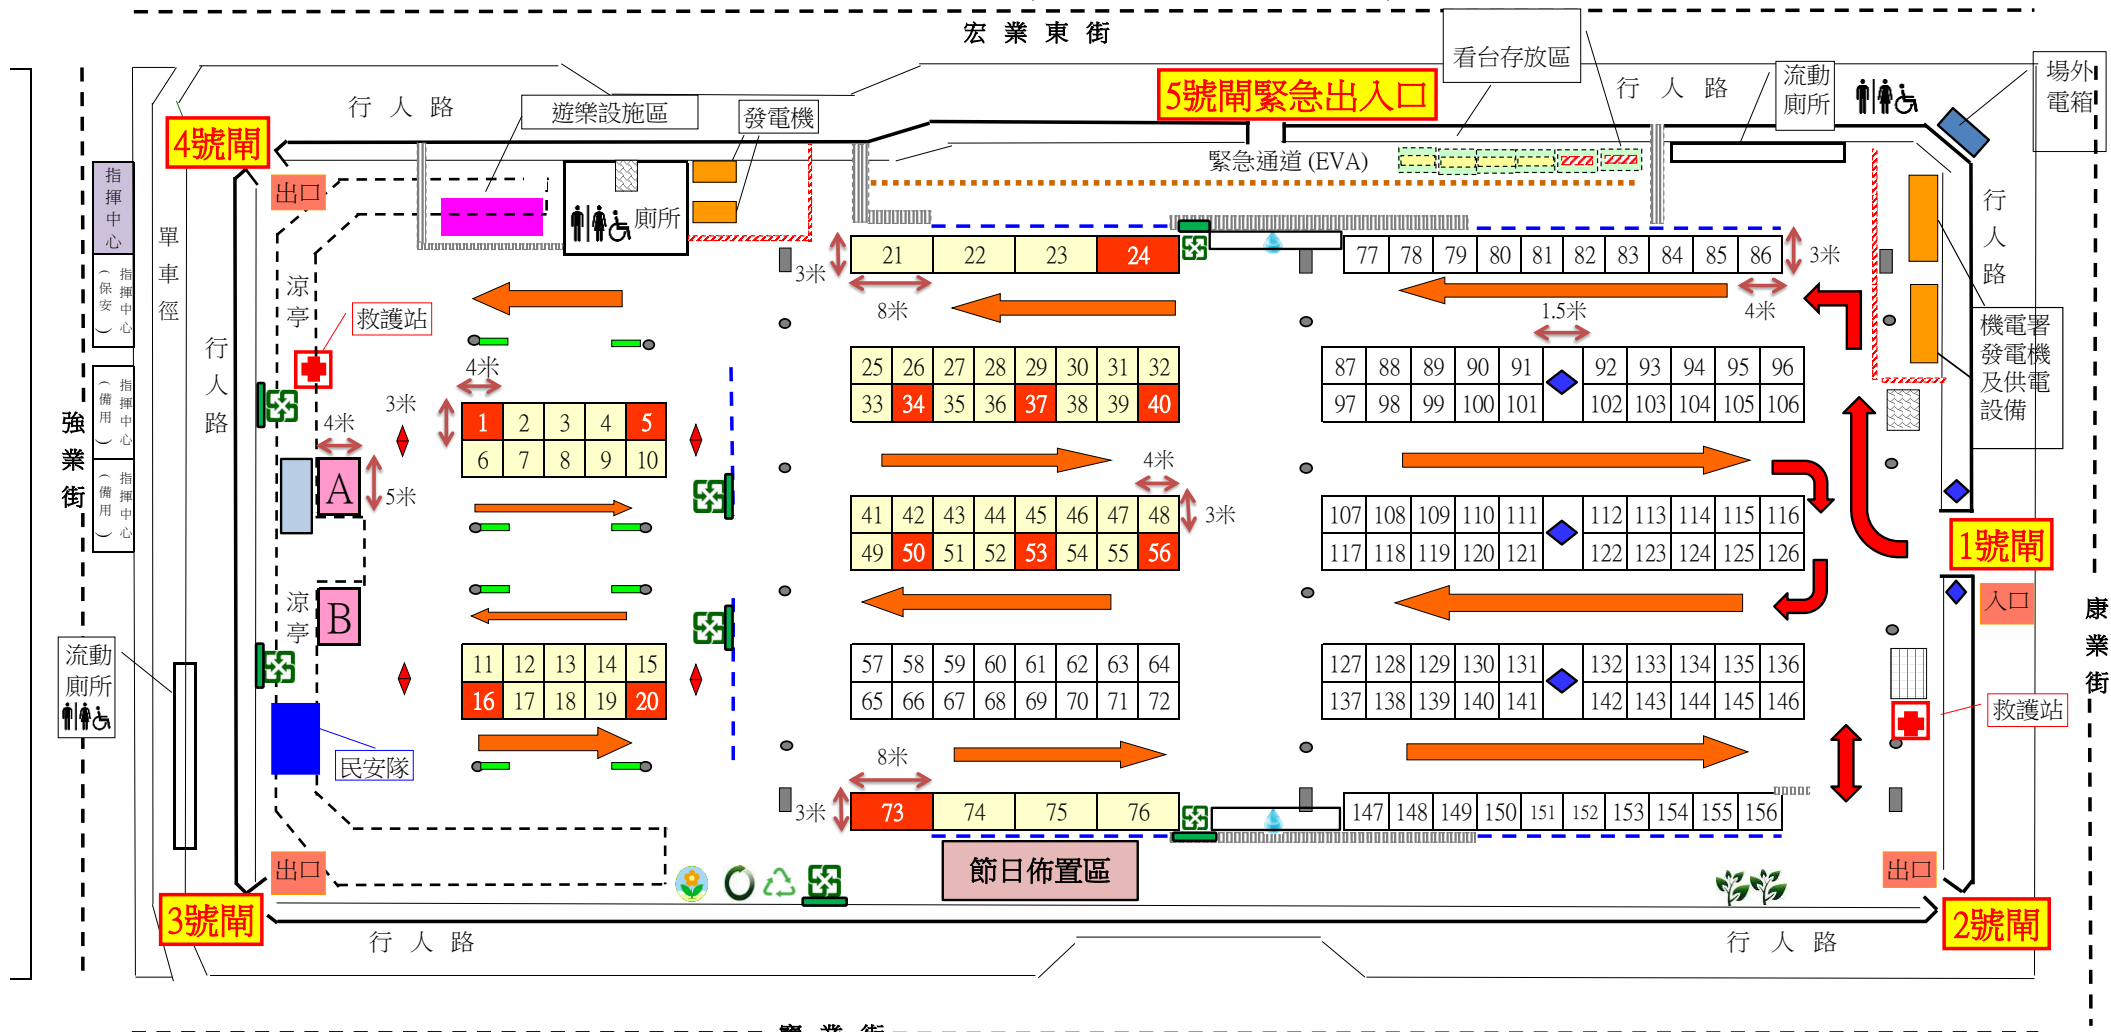 宏業東街
看台存放區
場外
電箱
5號閘緊急出入口
流動
廁所
行人路
行人路
遊樂設施區
發電機
4號閘
緊急通道 (EVA)
出口
指揮中心
單車徑
廁所
行人路
21 22 23 24
77 78 79 80 81 82 83 84 85 86
3米
3米
指揮中心
(保安)
涼亭
救護站
8米
1.5米
4米
機電署
發電機
及供電
設備
行人路
4米
25 26 27 28 29 30 31 32
87 88 89 90 91 92 93 94 95 96
指揮中心
(備用)
3米
33 34 35 36 37 38 39 40
97 98 99 100 101 102 103 104 105 106
1 2 3 4 5
4米
強業街
6 7 8 9 10
4米
指揮中心
(備用)
A
5米
41 42 43 44 45 46 47 48
3米
107 108 109 110 111 112 113 114 115 116
49 50 51 52 53 54 55 56
117 118 119 120 121 122 123 124 125 126
1號閘
入口
涼亭
B
康業街
流動
廁所
11 12 13 14 15
57 58 59 60 61 62 63 64
127 128 129 130 131 132 133 134 135 136
16 17 18 19 20
65 66 67 68 69 70 71 72
137 138 139 140 141 142 143 144 145 146
救護站
民安隊
8米
3米
73 74 75 76
147 148 149 150 151 152 153 154 155 156
出口
節日佈置區
出口
3號閘
2號閘
行人路
行人路
業街